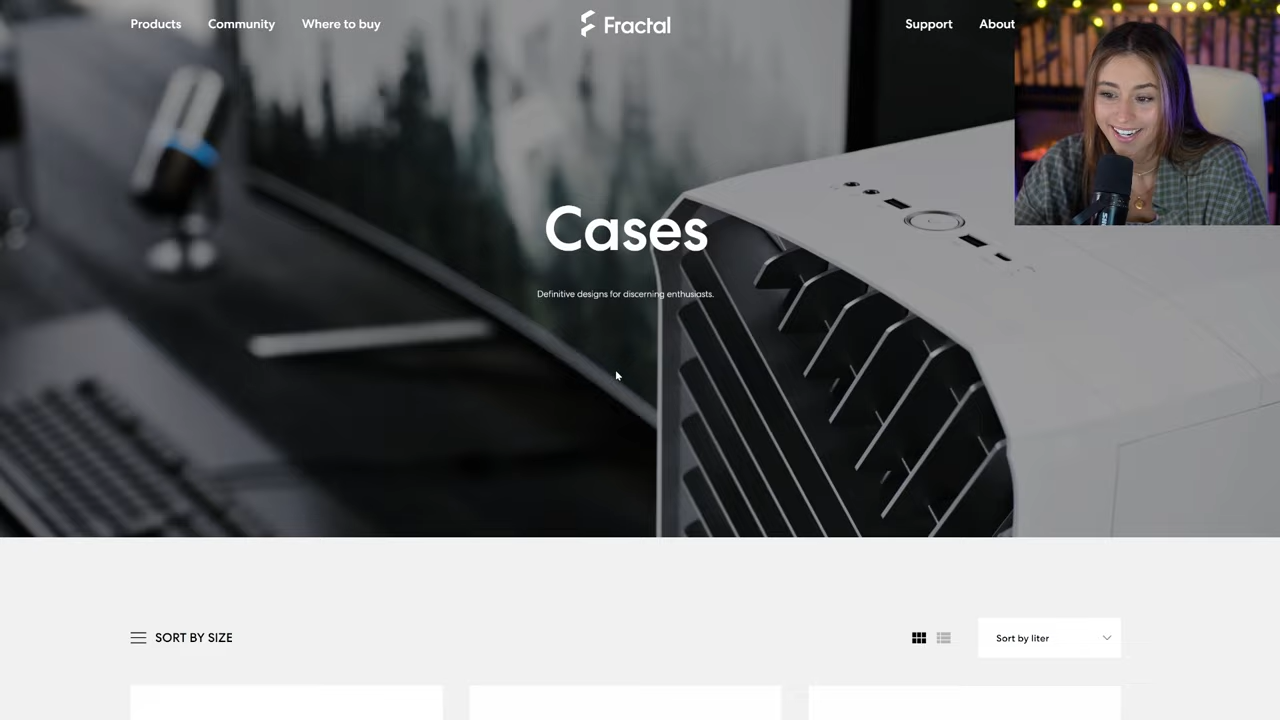 Products
Community
Where to buy
Fractal
Support
About
Cases
Definitive designs for discerning enthusiasts.
SORT BY SIZE
Sort by liter